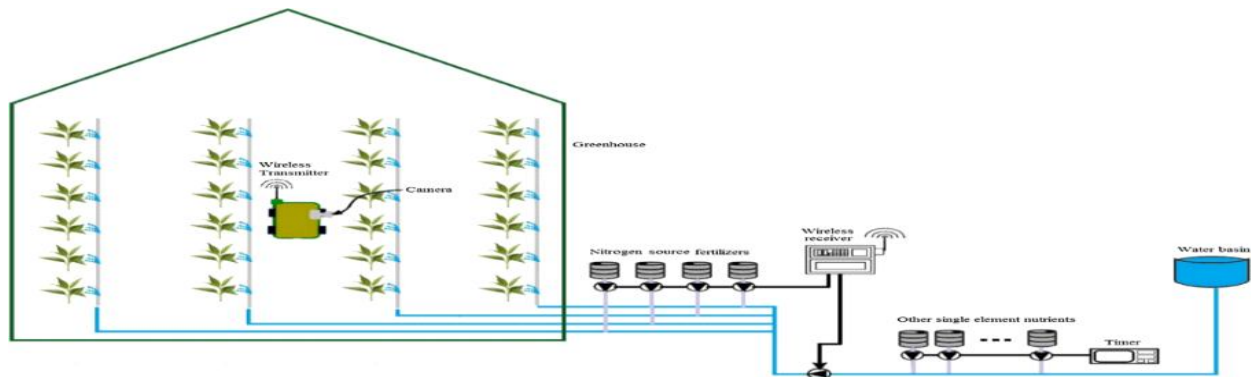 Greenhouse
Wireless
Transmitter
Camera
Wireless
receiver
Nitrogen source fertilizers
Water basin
Other single element nutrients
Timer